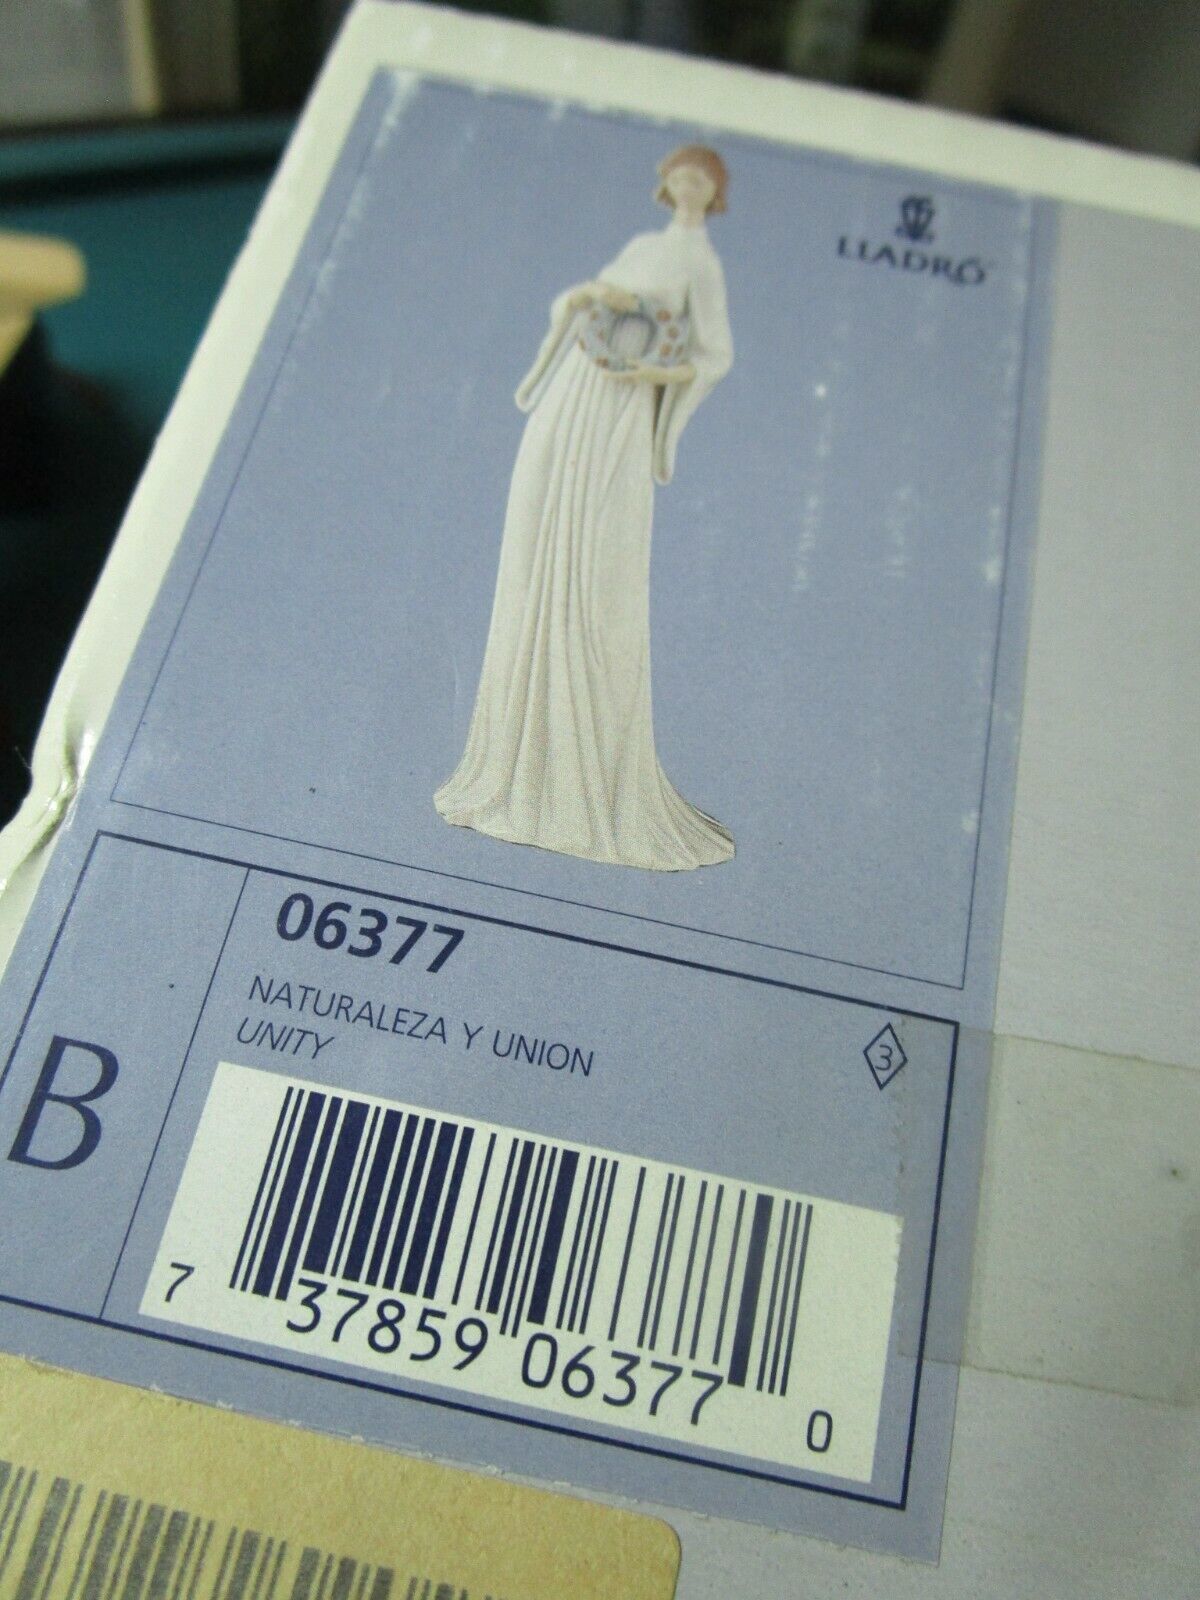 LLADRÓ
06377
NATURALEZA Y UNION
UNITY
3
B
7 37859 06377 0